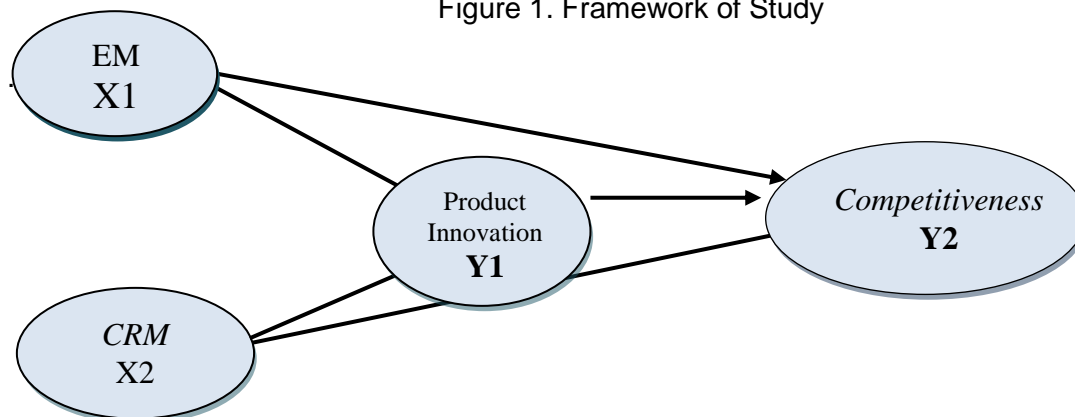 Figure 1. Framework of Study
EM
X1
.
Product
Innovation
Y1
Competitiveness
Y2
CRM
X2